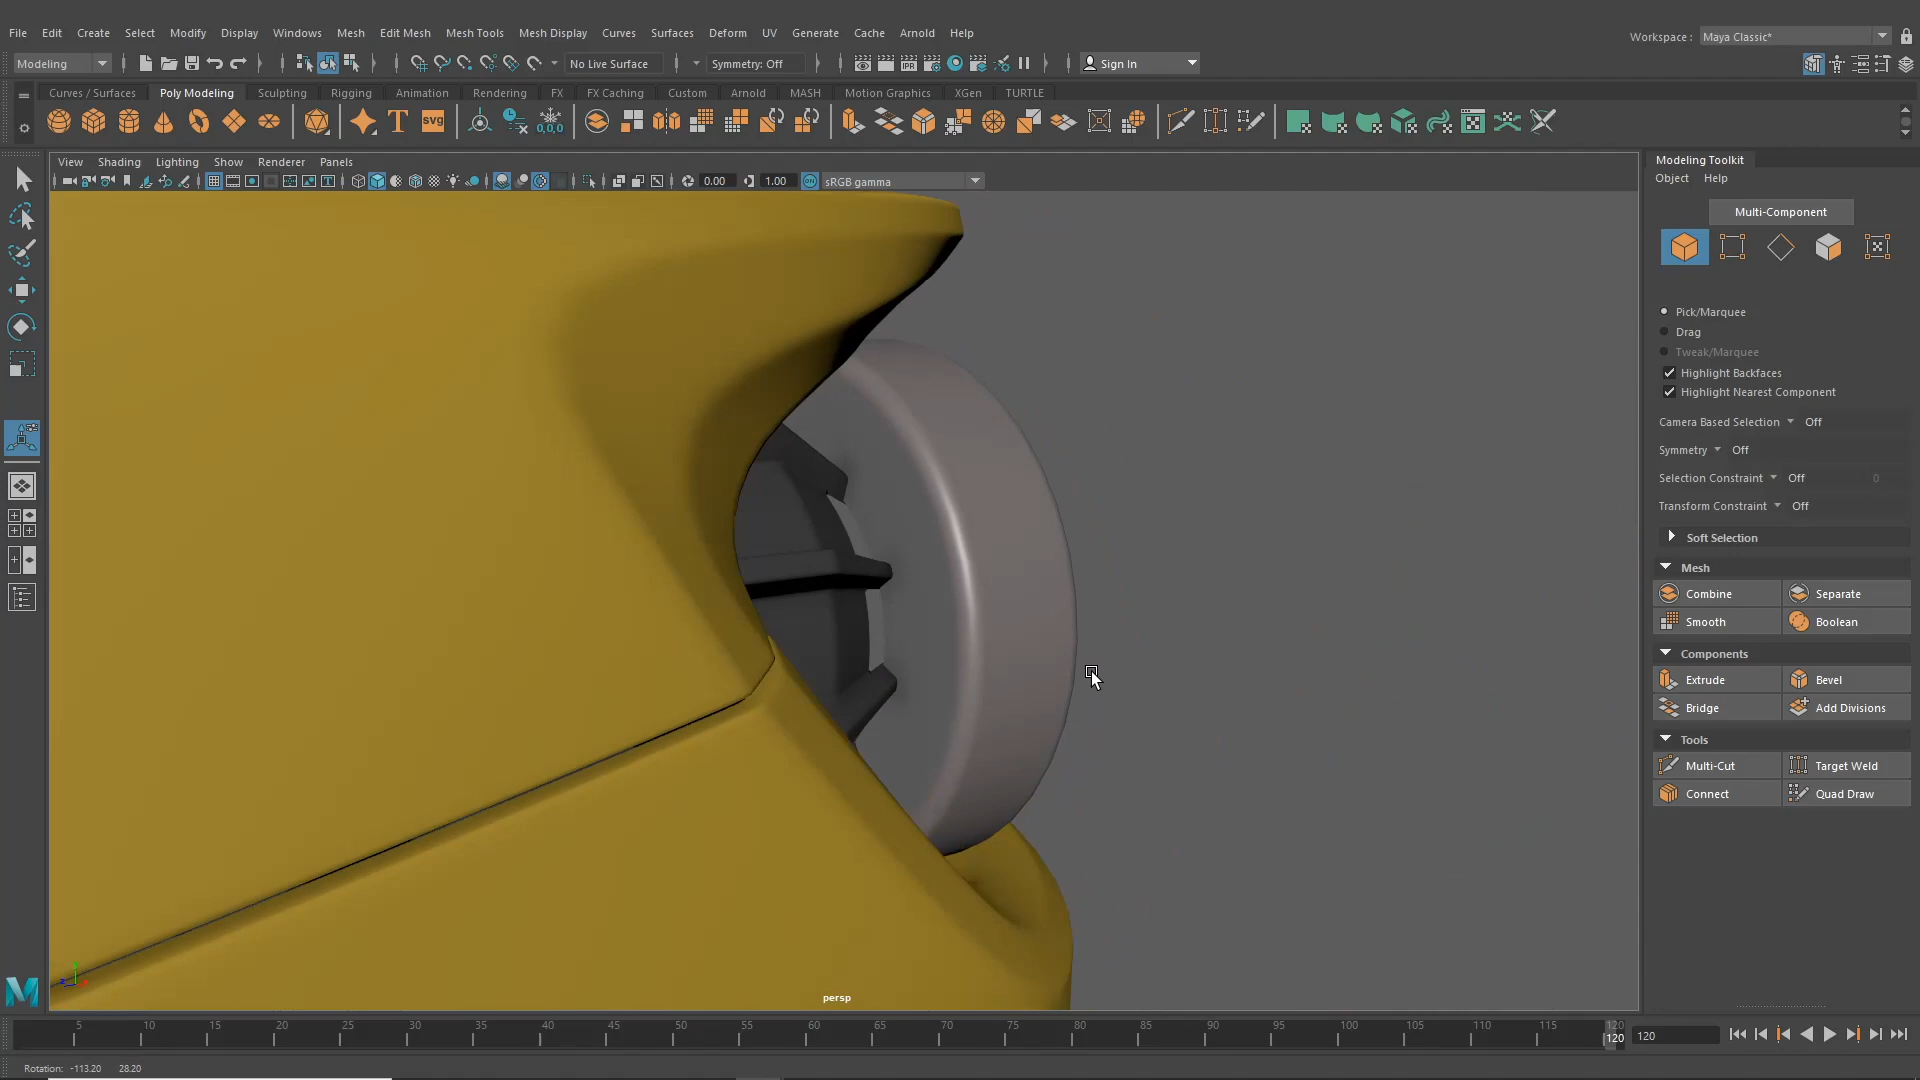 File Edit Create Select Modify Display Windows Mesh Edit Mesh Mesh Tools Mesh Display Curves Surfaces Deform UV Generate Cache Arnold Help
Workspace : Maya Classic*
Modeling No Live Surface Symmetry: Off Sign In
Curves / Surfaces Poly Modeling Sculpting Rigging Animation Rendering FX FX Caching Custom Arnold MASH Motion Graphics XGen TURTLE
T svg 0,0,0
View Shading Lighting Show Renderer Panels
0.00 1.00 sRGB gamma
Modeling Toolkit
Object Help
Multi-Component
Pick/Marquee
Drag
Tweak/Marquee
Highlight Backfaces
Highlight Nearest Component
Camera Based Selection Off
Symmetry Off
Selection Constraint Off 0
Transform Constraint Off
Soft Selection
Mesh
Combine Separate
Smooth Boolean
Components
Extrude Bevel
Bridge Add Divisions
Tools
Multi-Cut Target Weld
Connect Quad Draw
persp
5 10 15 20 25 30 35 40 45 50 55 60 65 70 75 80 85 90 95 100 105 110 115 120
120 120
Rotation: -113.20 28.20